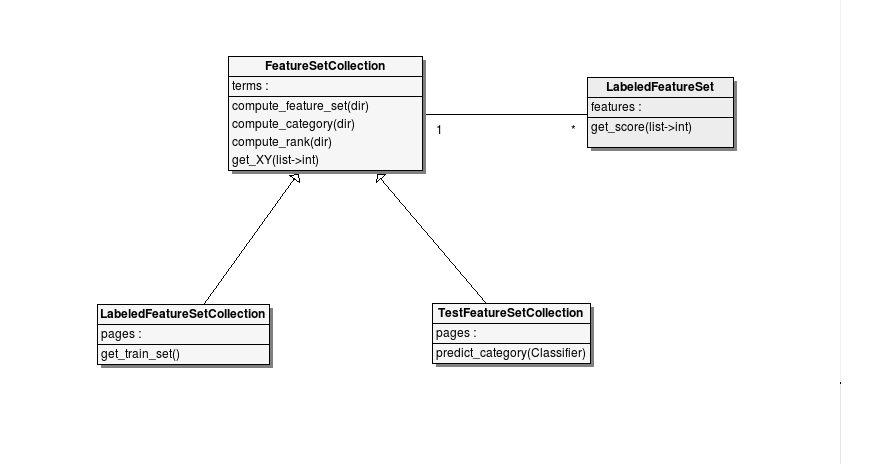 FeatureSetCollection
terms :
compute_feature_set(dir)
compute_category(dir)
compute_rank(dir)
get_XY(list->int)
1
*
LabeledFeatureSet
features :
get_score(list->int)
LabeledFeatureSetCollection
pages :
get_train_set()
TestFeatureSetCollection
pages :
predict_category(Classifier)